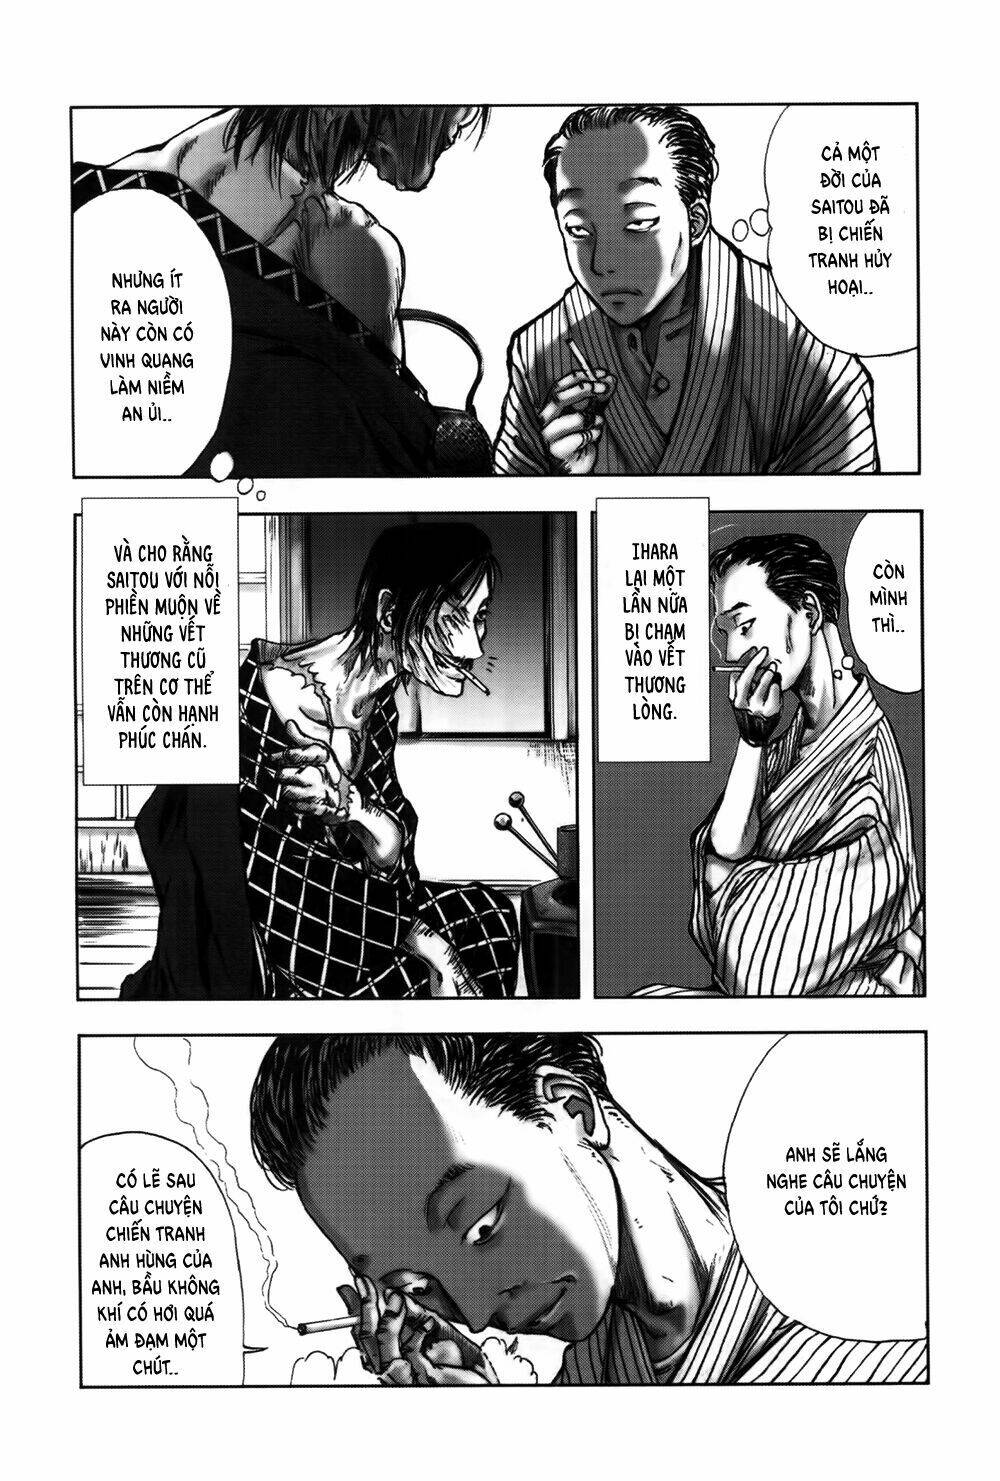 CẢ MỘT
ĐỜI CỦA
SAITOU ĐÃ
BỊ CHIẾN
TRANH HỦY
HOẠI..
NHƯNG ÍT
RA NGƯỜI
NÀY CÒN CÓ
VINH QUANG
LÀM NIỀM
AN ỦI..
CÒN
MÌNH
THÌ..
IHARA
LẠI MỘT
LẦN NỮA
BỊ CHẠM
VÀO VẾT
THƯƠNG
LÒNG.
VÀ CHO RẰNG
SAITOU VỚI NỖI
PHIỀN MUỘN VỀ
NHỮNG VẾT
THƯƠNG CŨ
TRÊN CƠ THỂ
VẪN CÒN HẠNH
PHÚC CHÁN.
ANH SẼ LẮNG
NGHE CÂU CHUYỆN
CỦA TÔI CHỨ?
CÓ LẼ SAU
CÂU CHUYỆN
CHIẾN TRANH
ANH HÙNG CỦA
ANH, BẦU KHÔNG
KHÍ CÓ HƠI QUÁ
ẢM ĐẠM MỘT
CHÚT..